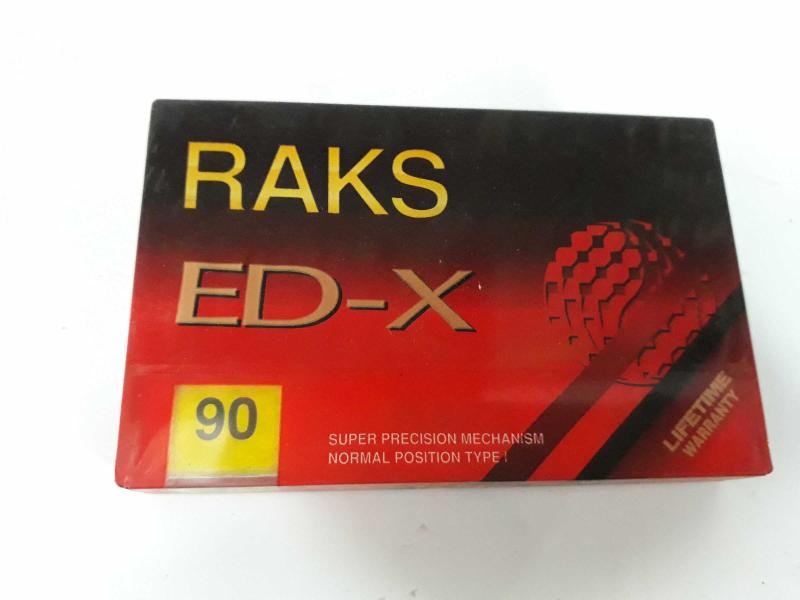 RAKS
ED-X
90
SUPER PRECISION MECHANISM
NORMAL POSITION TYPE I
LIFETIME
WARRANTY